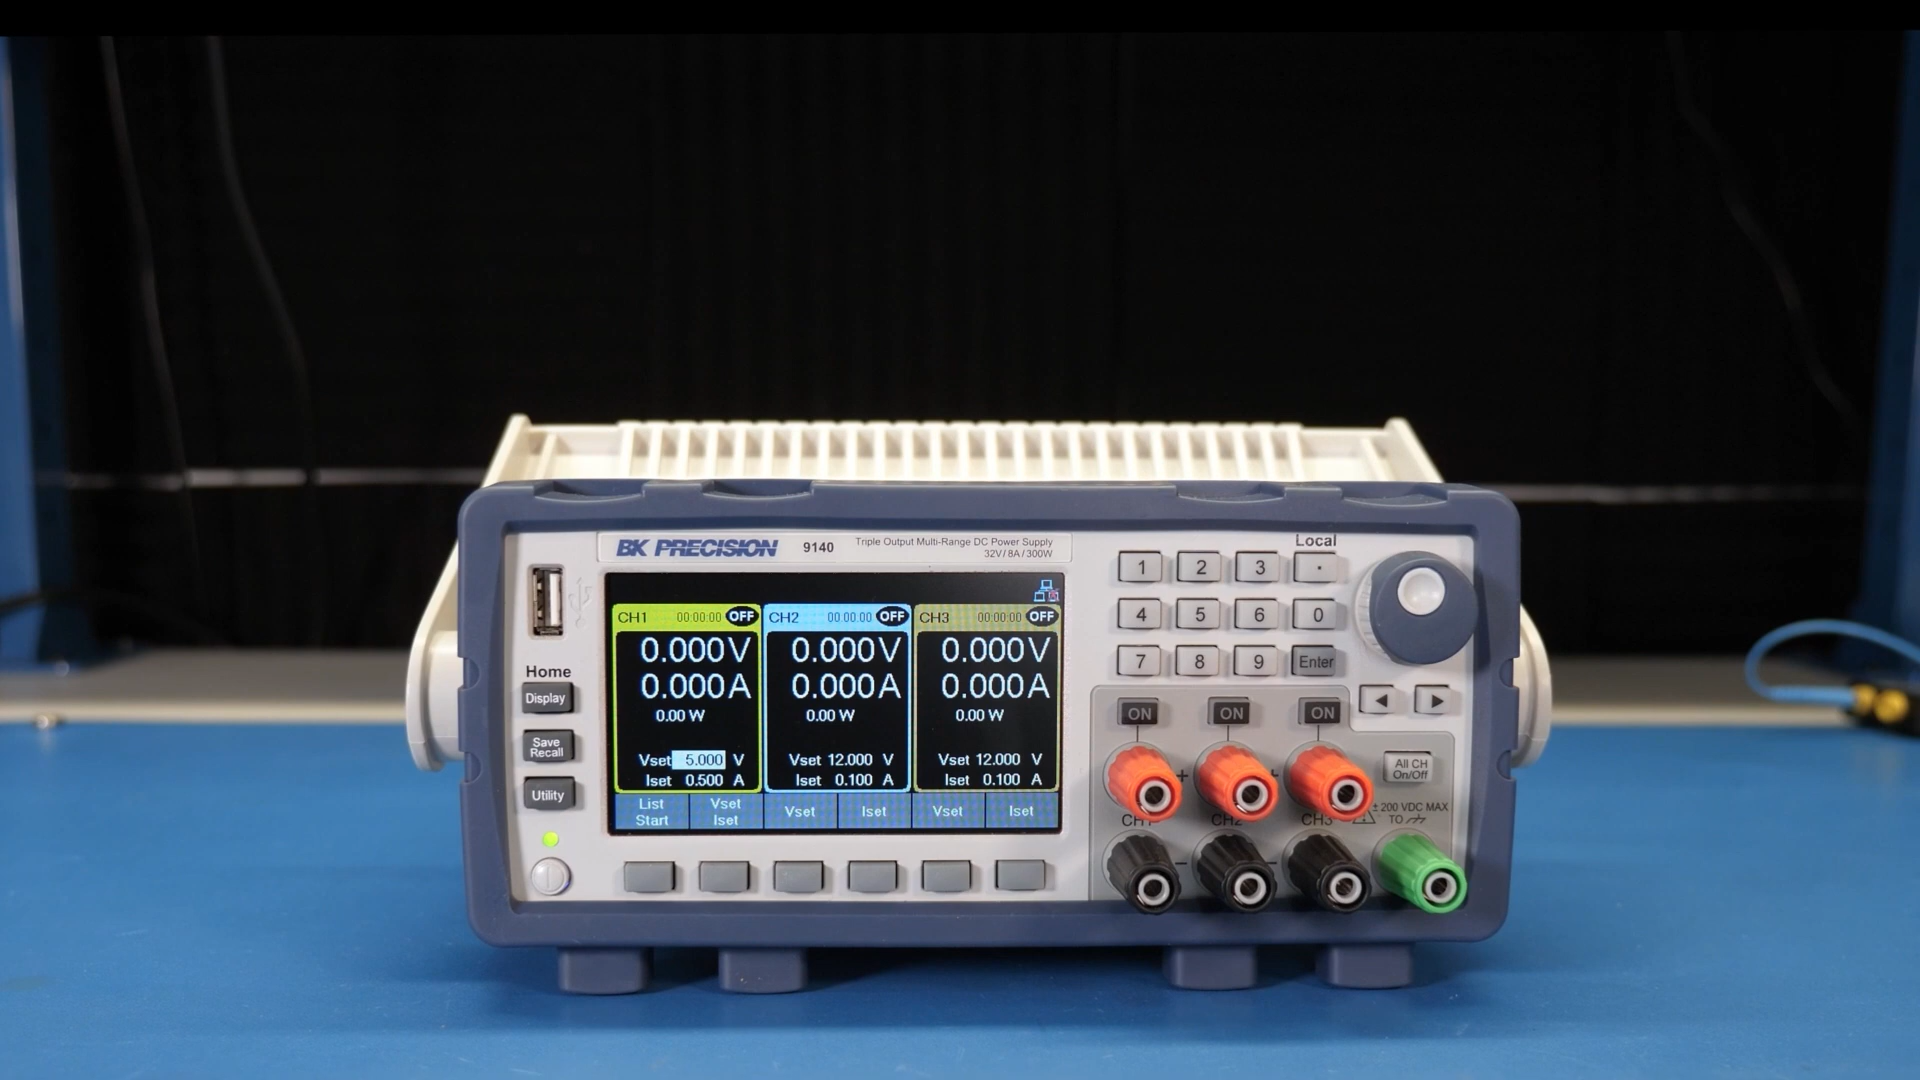 BK PRECISION 9140 Triple Output Multi-Range DC Power Supply
32V/8A/300W
Local
1 2 3 .
4 5 6 0
7 8 9 Enter
Home
Display
Save
Recall
Utility
CH1 00:00:00 OFF CH2 00:00:00 OFF CH3 00:00:00 OFF
0.000V 0.000V 0.000V
0.000A 0.000A 0.000A
0.00 W 0.00 W 0.00 W
Vset 5.000 V Vset 12.000 V Vset 12.000 V
Iset 0.500 A Iset 0.100 A Iset 0.100 A
List Start Vset Iset Vset Iset Vset Iset
ON ON ON
+ +
All CH
On/Off
± 200 VDC MAX
TO
CH1 CH2 CH3
- - -